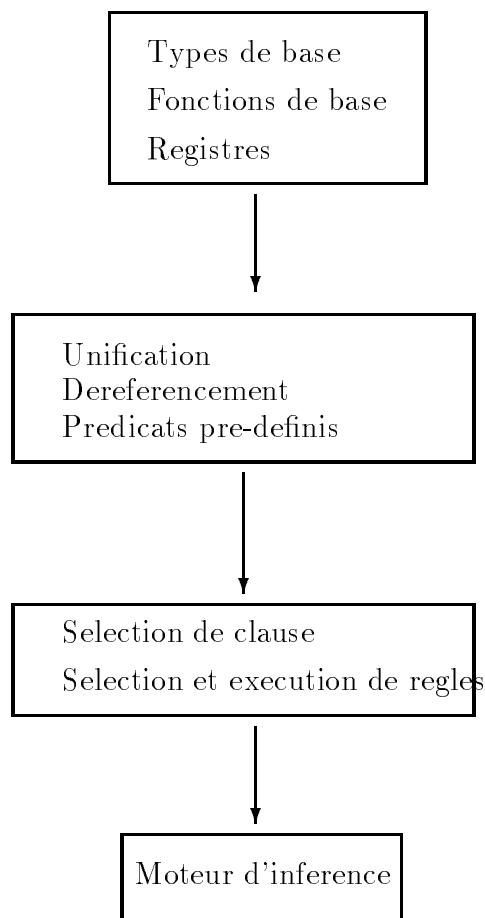 Types de base
Fonctions de base
Registres
Unification
Dereferencement
Predicats pre-definis
Selection de clause
Selection et execution de regles
Moteur d'inference